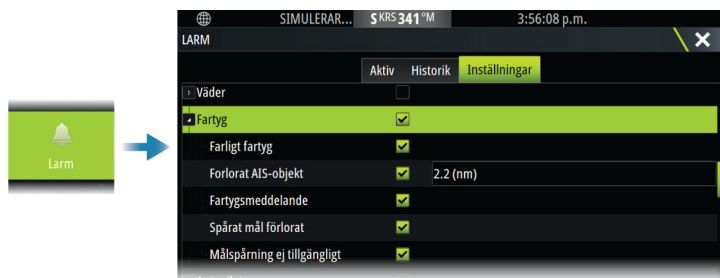 SIMULERAR... S KRS 341 °M 3:56:08 p.m.
LARM
Aktiv Historik Inställningar
Väder
Fartyg
Farligt fartyg
Forlorat AIS-objekt 2.2 (nm)
Fartygsmeddelande
Spårat mål förlorat
Målspårning ej tillgängligt
Larm